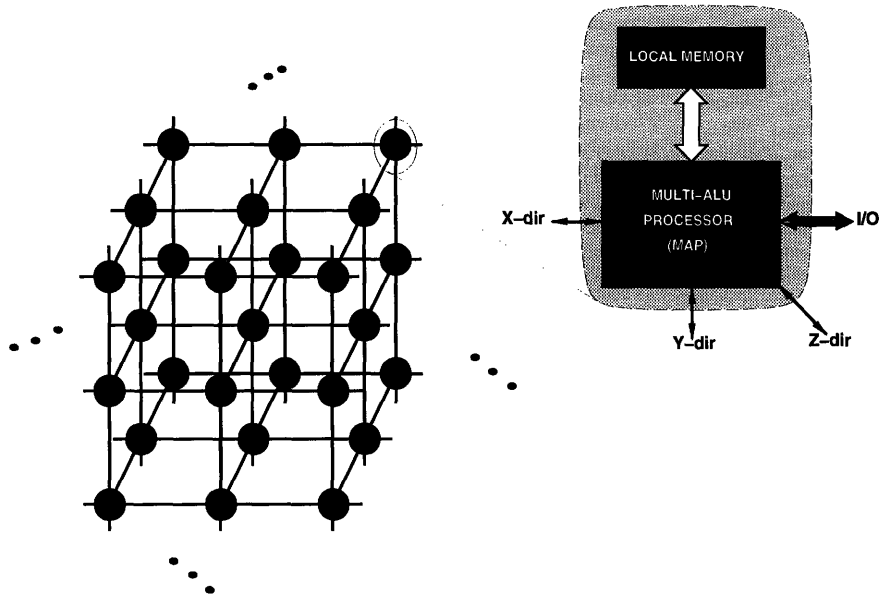 LOCAL MEMORY
MULTI-ALU
PROCESSOR
(MAP)
X-dir
I/O
Y-dir
Z-dir